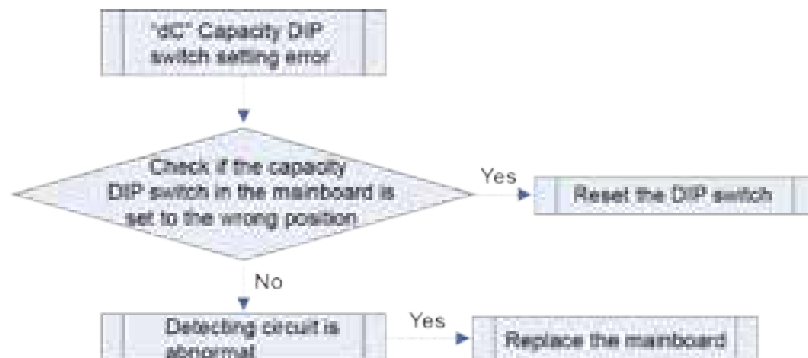 "dC" Capacity DIP
switch setting error
Check if the capacity
DIP switch in the mainboard is
set to the wrong position
Yes
Reset the DIP switch
No
Detecting circuit is
abnormal
Yes
Replace the mainboard